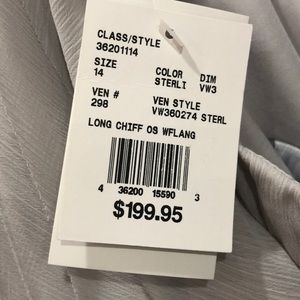 CLASS/STYLE
36201114
SIZE COLOR DIM
14 STERLI VW3
VEN # VEN STYLE
298 VW360274 STERL
LONG CHIFF OS WFLANG
4 36200 15590 3
$199.95